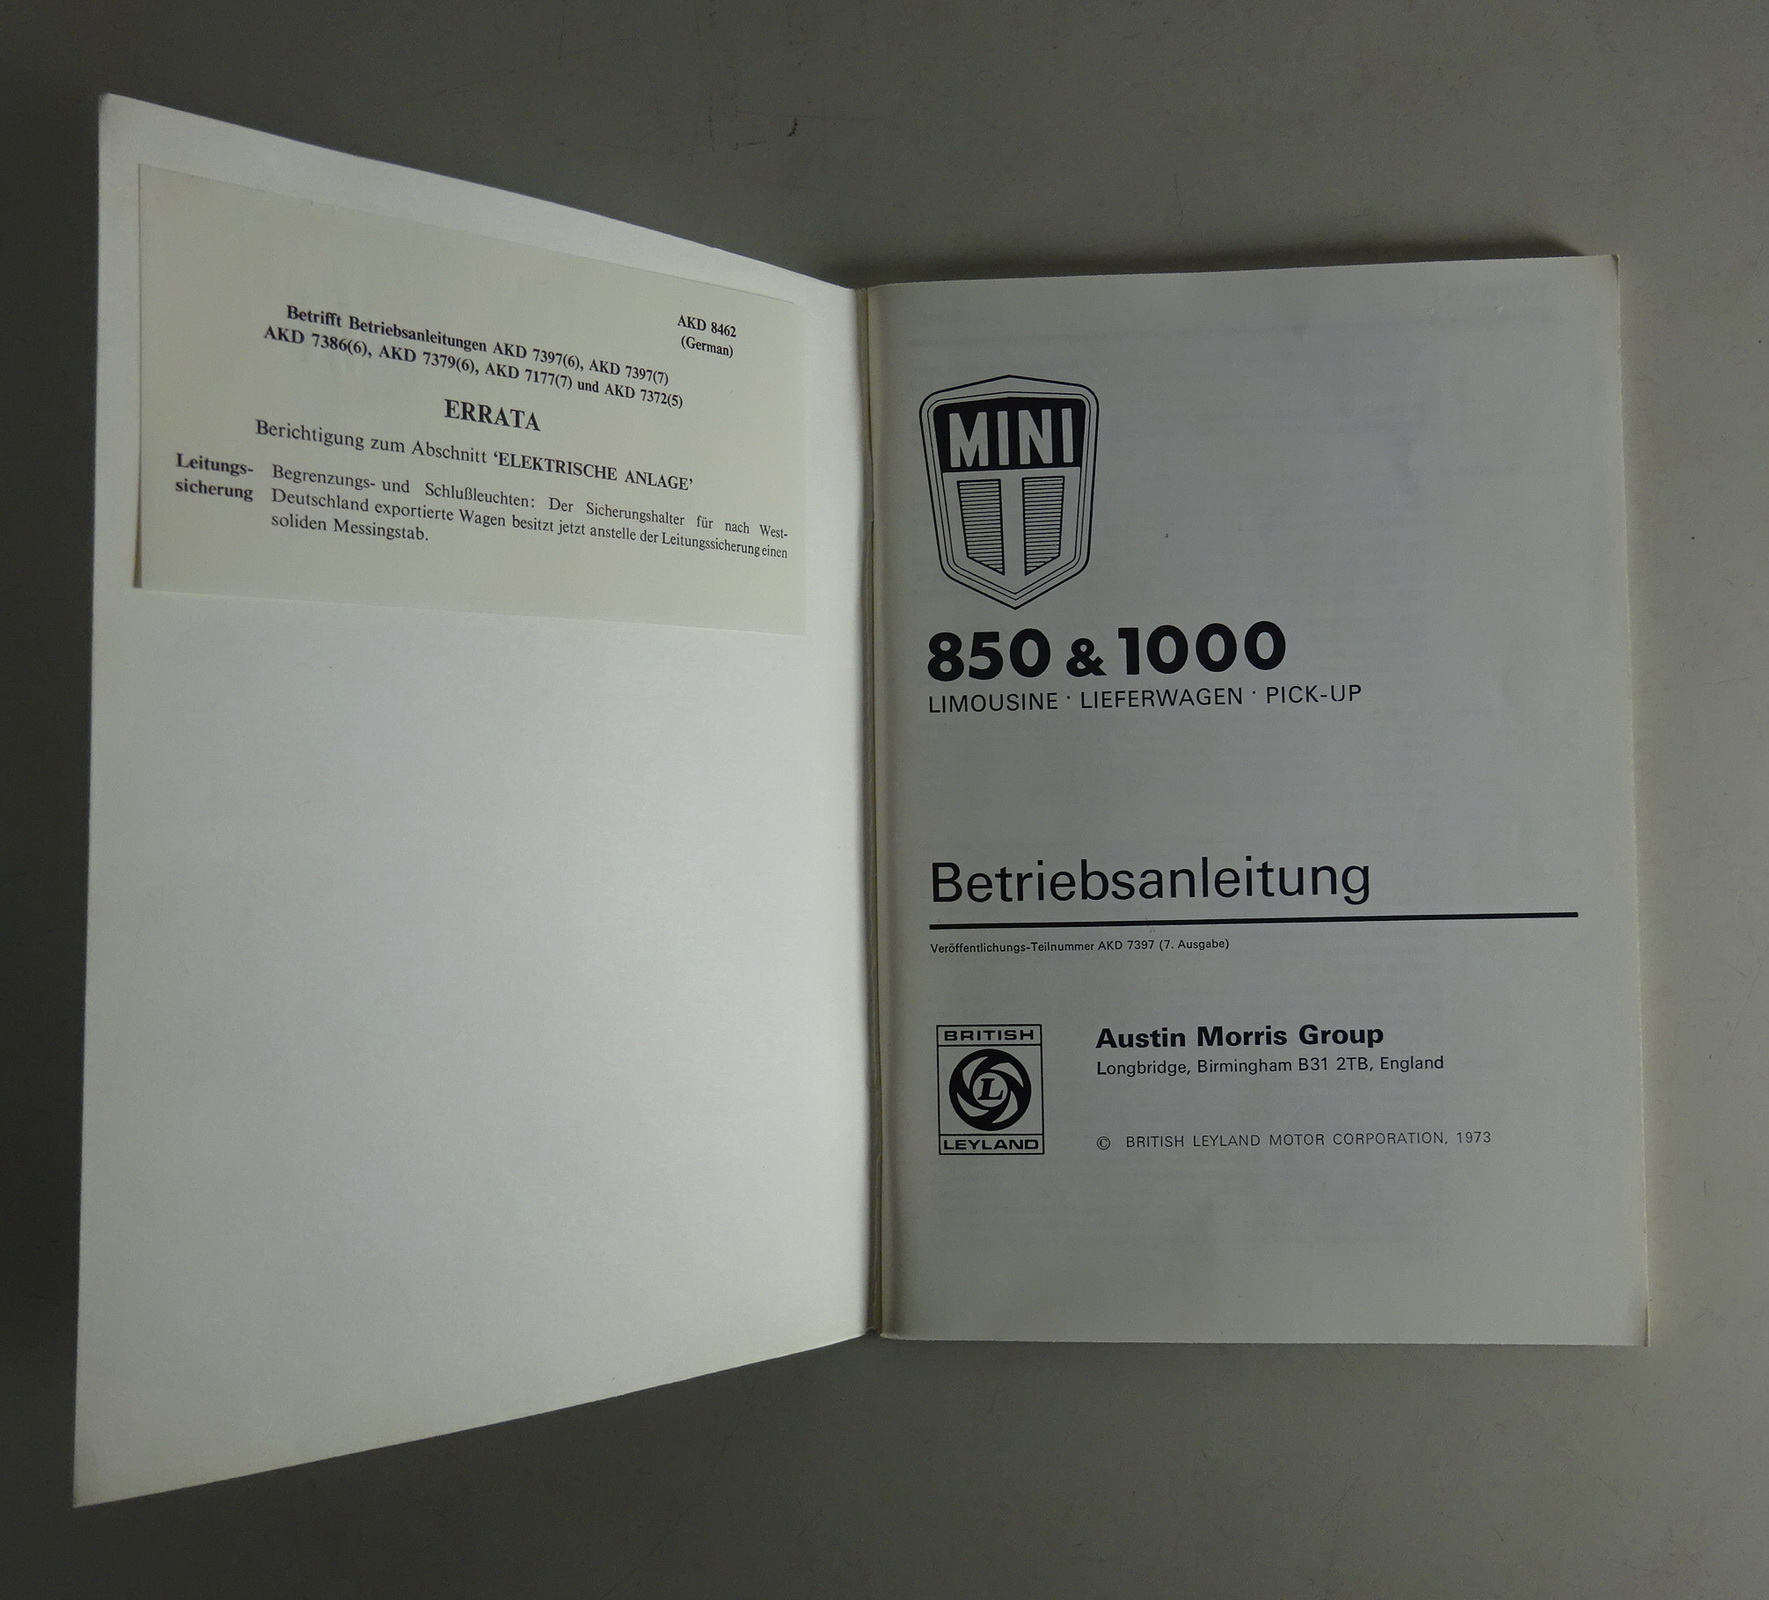 AKD 8462
(German)
Betrifft Betriebsanleitungen AKD 7397(6), AKD 7397(7)
AKD 7386(6), AKD 7379(6), AKD 7177(7) und AKD 7372(5)
ERRATA
Berichtigung zum Abschnitt ‘ELEKTRISCHE ANLAGE’
Leitungs- Begrenzungs- und Schlußleuchten: Der Sicherungshalter für nach West-
sicherung Deutschland exportierte Wagen besitzt jetzt anstelle der Leitungssicherung einen
soliden Messingstab.
MINI
850 & 1000
LIMOUSINE · LIEFERWAGEN · PICK-UP
Betriebsanleitung
Veröffentlichungs-Teilnummer AKD 7397 (7. Ausgabe)
BRITISH
L
LEYLAND
Austin Morris Group
Longbridge, Birmingham B31 2TB, England
© BRITISH LEYLAND MOTOR CORPORATION, 1973